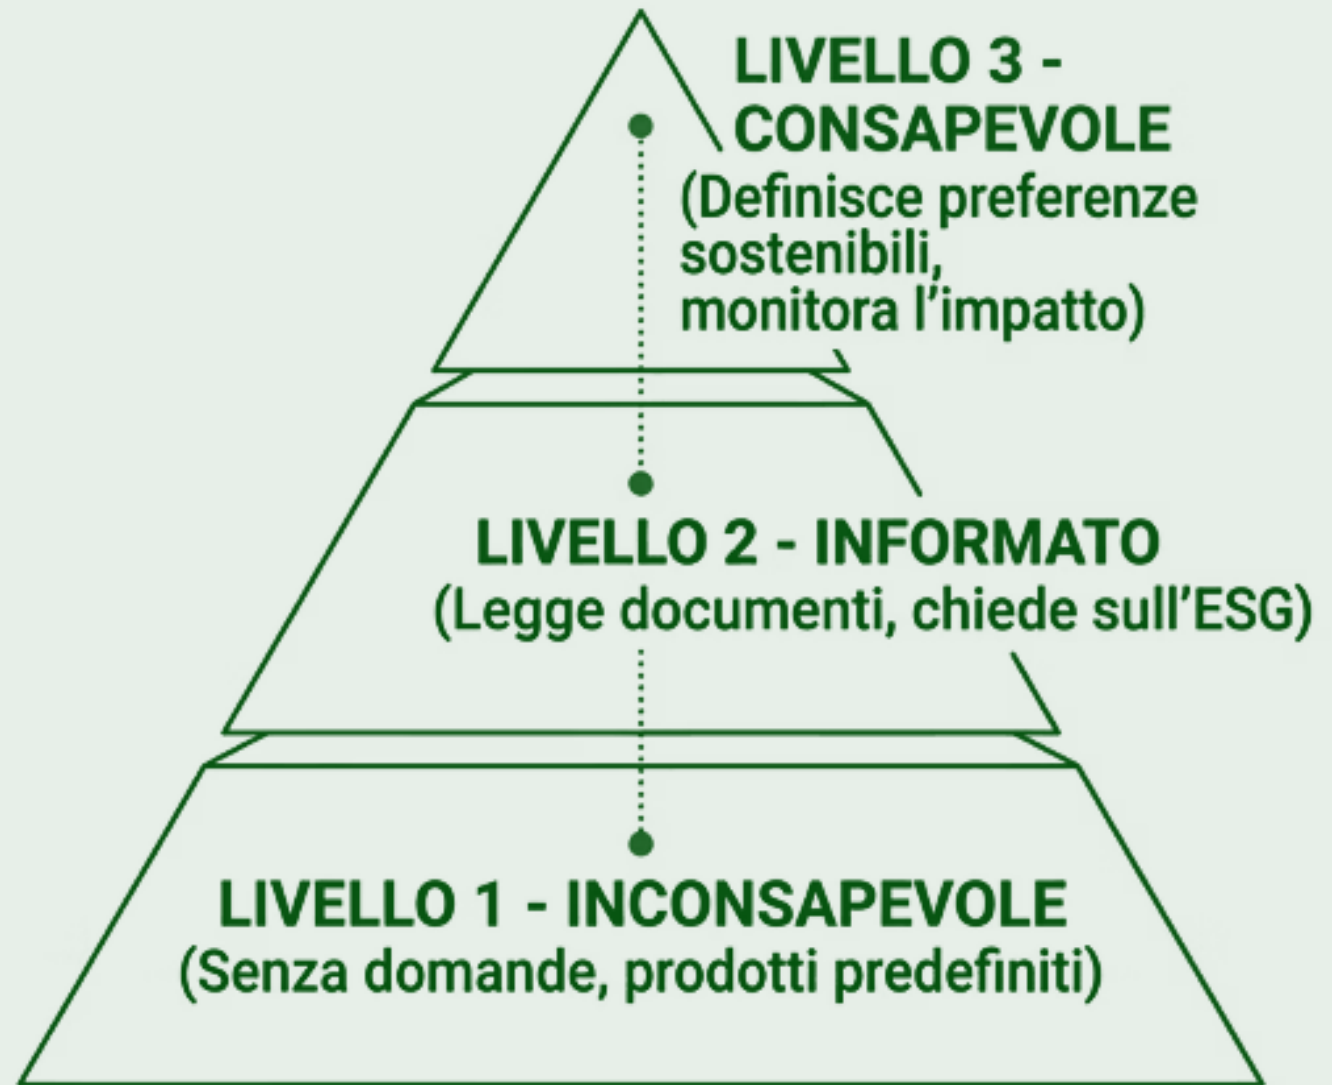 LIVELLO 3 -
CONSAPEVOLE
(Definisce preferenze
sostenibili,
monitora l’impatto)
LIVELLO 2 - INFORMATO
(Legge documenti, chiede sull’ESG)
LIVELLO 1 - INCONSAPEVOLE
(Senza domande, prodotti predefiniti)